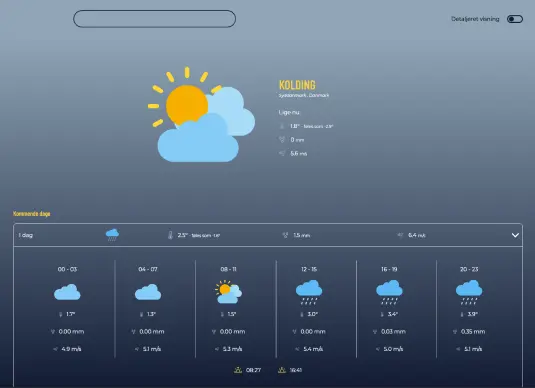 Detaljeret visning
KOLDING
Syddanmark, Danmark
Lige nu:
1.8° - føles som -2.8°
0 mm
5.6 m/s
Kommende dage
I dag
2.5° - føles som -1.8°
1.5 mm
6.4 m/s
00 - 03
04 - 07
08 - 11
12 - 15
16 - 19
20 - 23
1.7°
1.3°
1.5°
3.0°
3.4°
3.9°
0.00 mm
0.00 mm
0.00 mm
0.00 mm
0.03 mm
0.35 mm
4.9 m/s
5.1 m/s
5.3 m/s
5.4 m/s
5.0 m/s
5.1 m/s
08:27
16:41